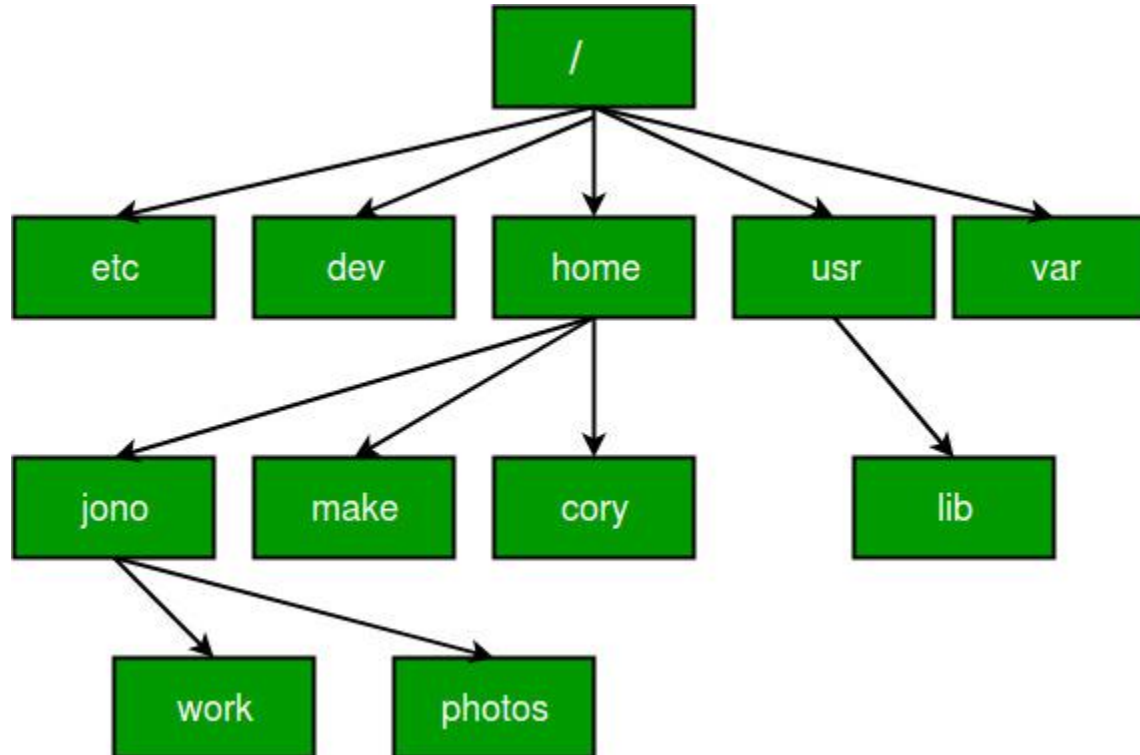 /
etc
dev
home
usr
var
jono
make
cory
lib
work
photos